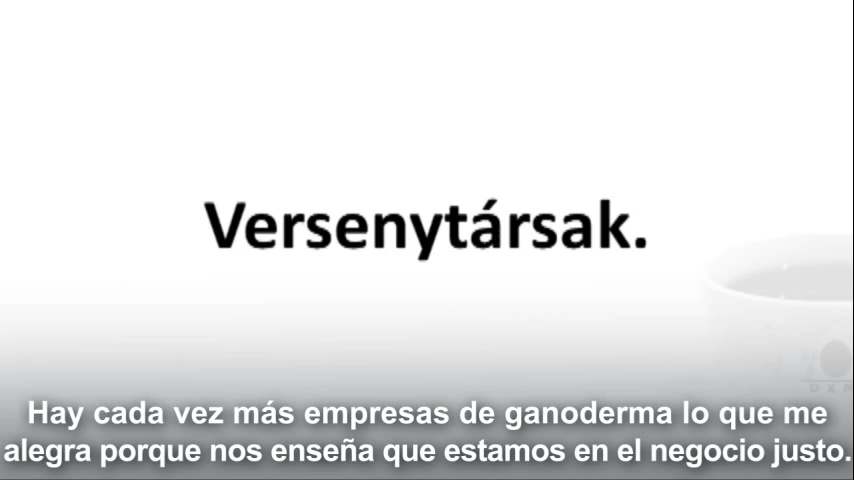 Versenytársak.
Hay cada vez más empresas de ganoderma lo que me
alegra porque nos enseña que estamos en el negocio justo.